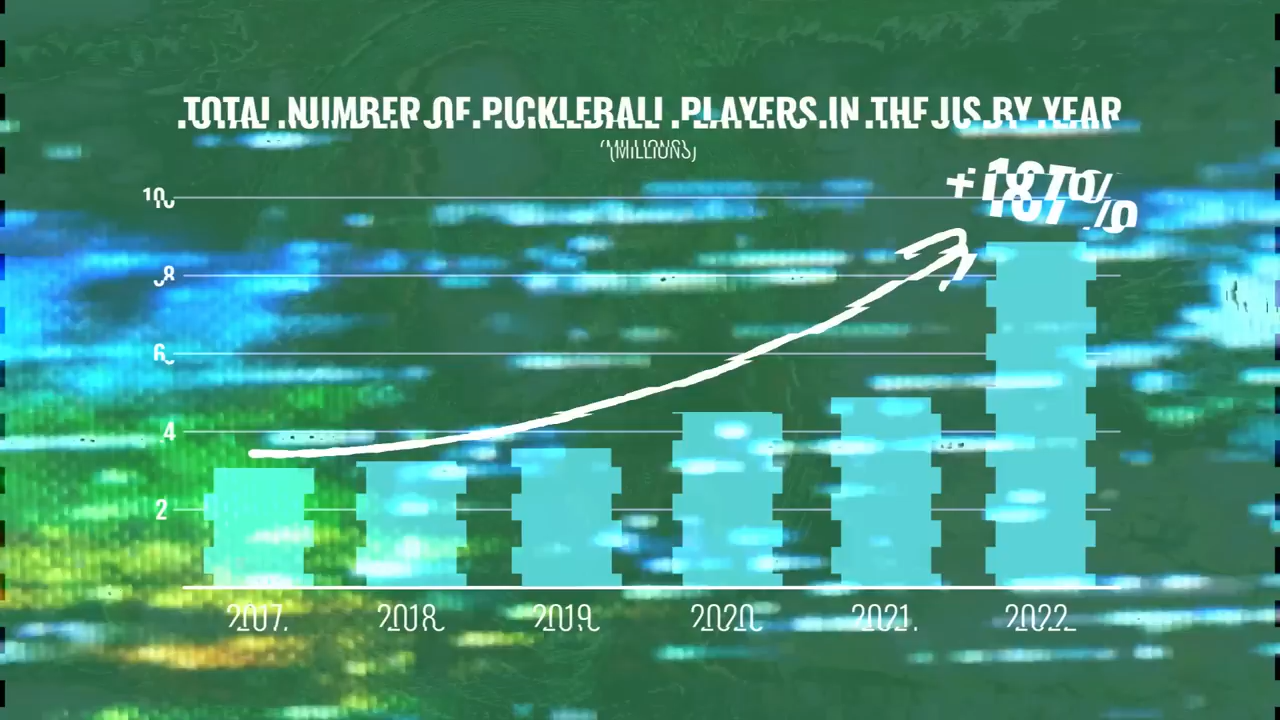 TOTAL NUMBER OF PICKLEBALL PLAYERS IN THE US BY YEAR
(MILLIONS)
+187%
10
8
6
4
2
2017 2018 2019 2020 2021 2022